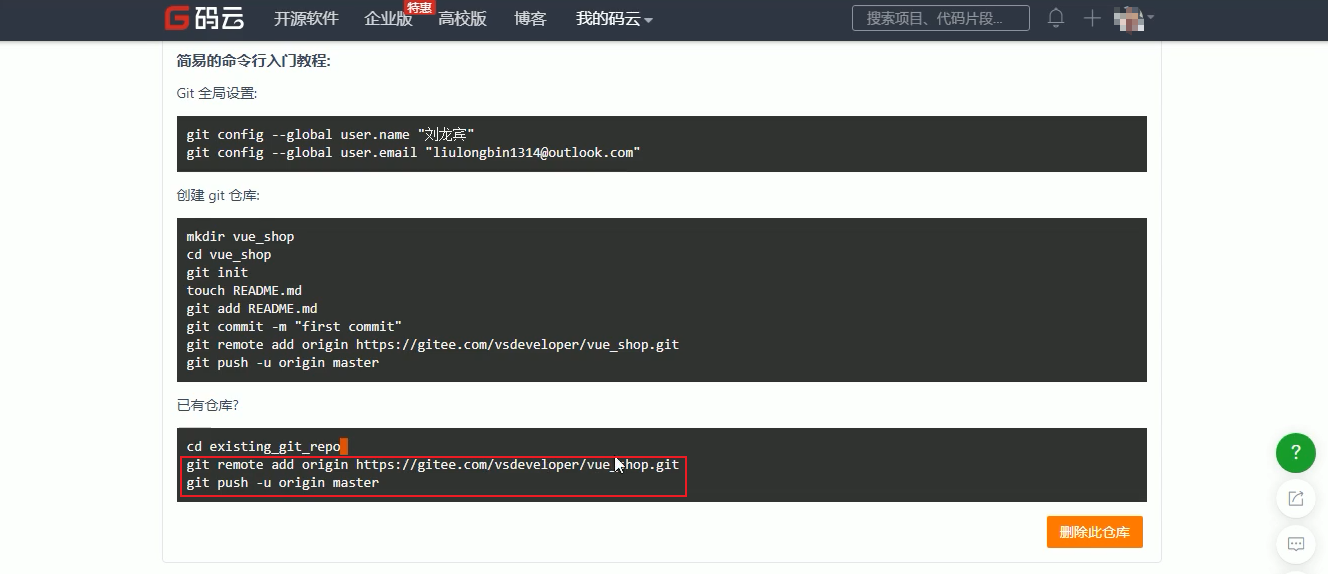 码云
开源软件
企业版
特惠
高校版
博客
我的码云
搜索项目、代码片段...
简易的命令行入门教程:
Git 全局设置:
git config --global user.name "刘龙宾"
git config --global user.email "liulongbin1314@outlook.com"
创建 git 仓库:
mkdir vue_shop
cd vue_shop
git init
touch README.md
git add README.md
git commit -m "first commit"
git remote add origin https://gitee.com/vsdeveloper/vue_shop.git
git push -u origin master
已有仓库?
cd existing_git_repo
git remote add origin https://gitee.com/vsdeveloper/vue_shop.git
git push -u origin master
?
删除此仓库